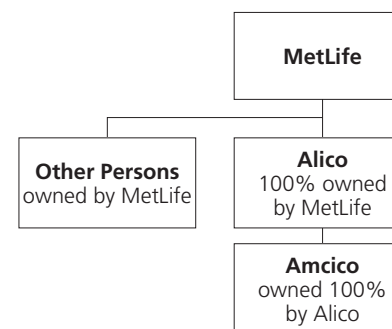 MetLife
Other Persons
owned by MetLife
Alico
100% owned
by MetLife
Amcico
owned 100%
by Alico